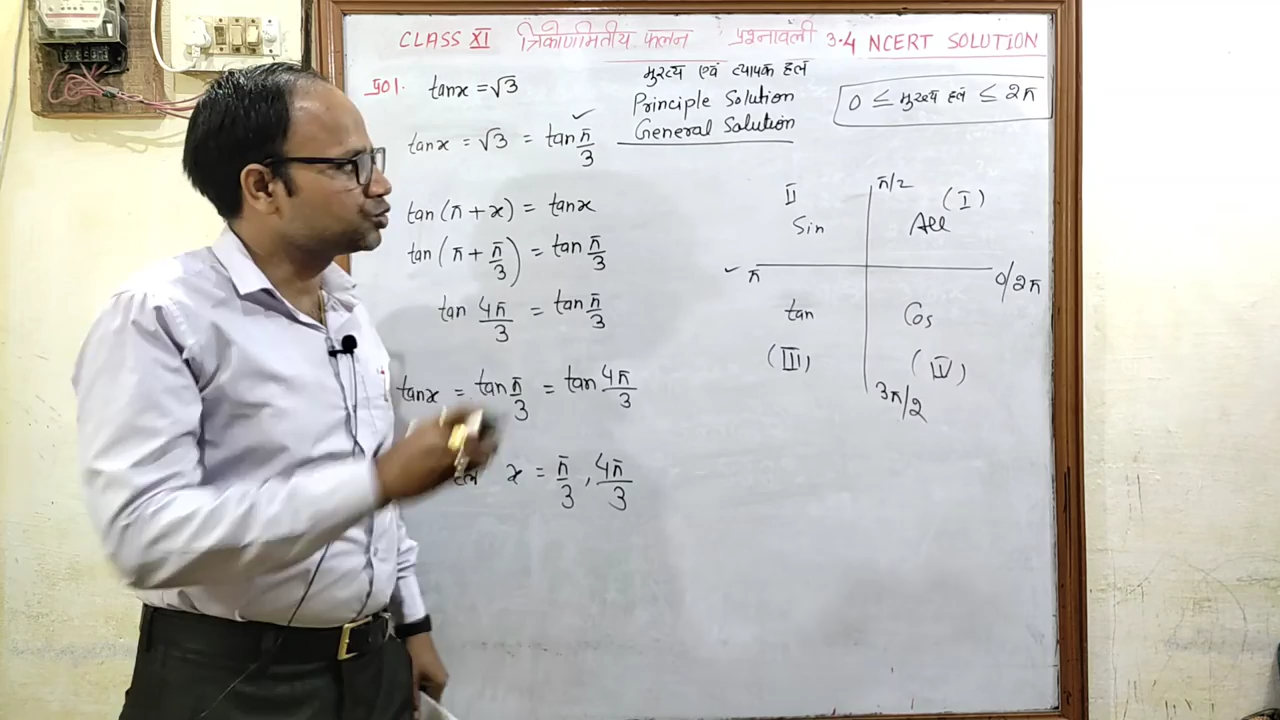 CLASS XI त्रिकोणमितीय फलन प्रश्नावली 3.4 NCERT SOLUTION
प्र01. tanx = √3
मुख्य एवं व्यापक हल
Principle Solution
General Solution
0 ≤ मुख्य हल ≤ 2π
tanx = √3 = tan π/3 ✓
tan(π + x) = tanx
tan(π + π/3) = tan π/3
tan 4π/3 = tan π/3
tanx = tan π/3 = tan 4π/3
हल x = π/3, 4π/3
π/2
II (I)
Sin All
✓ π 0/2π
tan Cos
(III) (IV)
3π/2